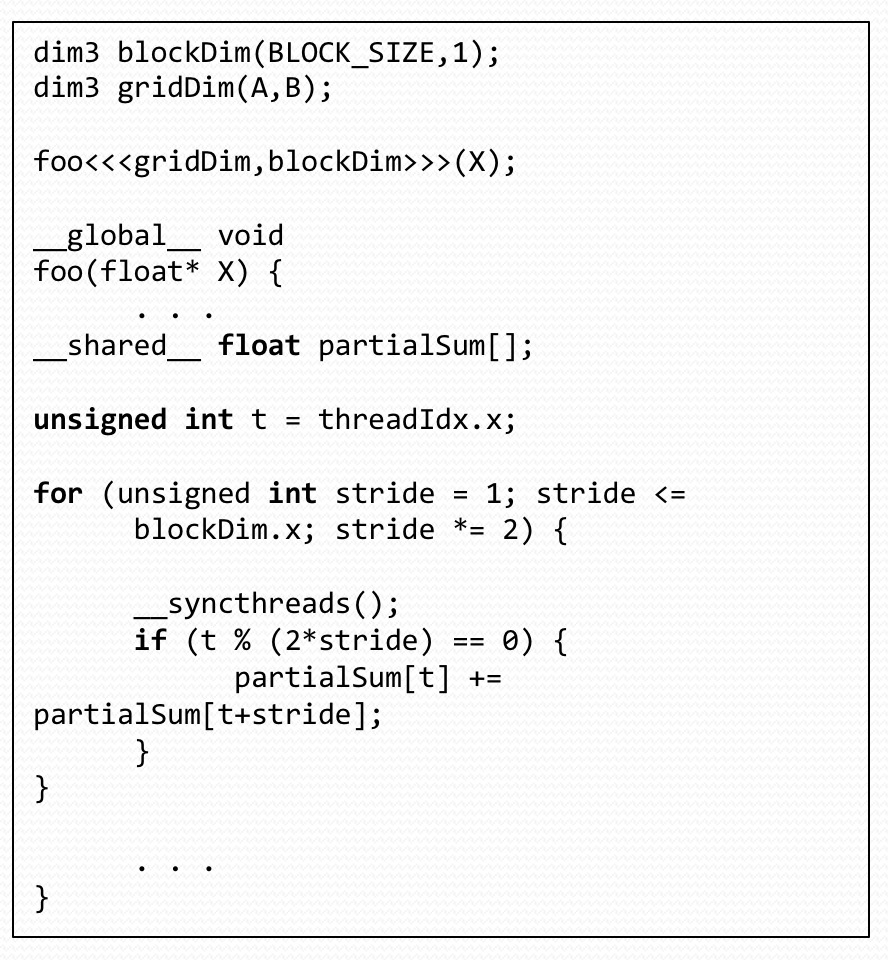 dim3 blockDim(BLOCK_SIZE,1);
dim3 gridDim(A,B);
foo<<<gridDim,blockDim>>>(X);
__global__ void
foo(float* X) {
. . .
__shared__ float partialSum[];
unsigned int t = threadIdx.x;
for (unsigned int stride = 1; stride <=
blockDim.x; stride *= 2) {
__syncthreads();
if (t % (2*stride) == 0) {
partialSum[t] +=
partialSum[t+stride];
}
}
. . .
}